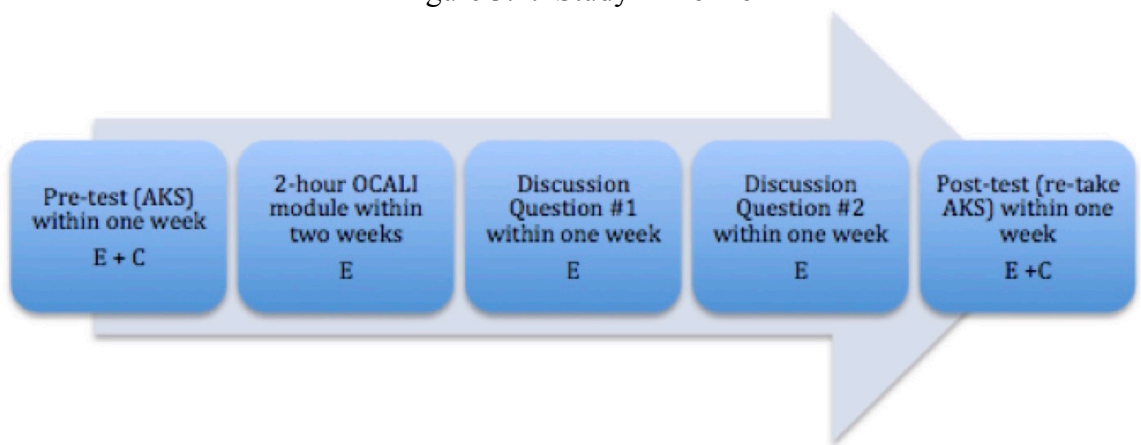 Pre-test (AKS)
within one week
E + C
2-hour OCALI
module within
two weeks
E
Discussion
Question #1
within one week
E
Discussion
Question #2
within one week
E
Post-test (re-take
AKS) within one
week
E +C